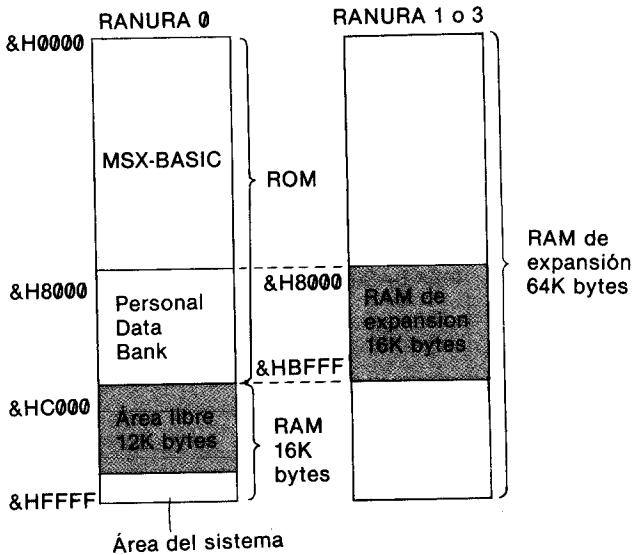 RANURA 0
RANURA 1 o 3
&H0000
MSX-BASIC
ROM
RAM de
expansión
64K bytes
&H8000
&H8000
Personal
Data
Bank
RAM de
expansion
16K bytes
&HBFFF
&HC000
Área libre
12K bytes
RAM
16K
bytes
&HFFFF
Área del sistema